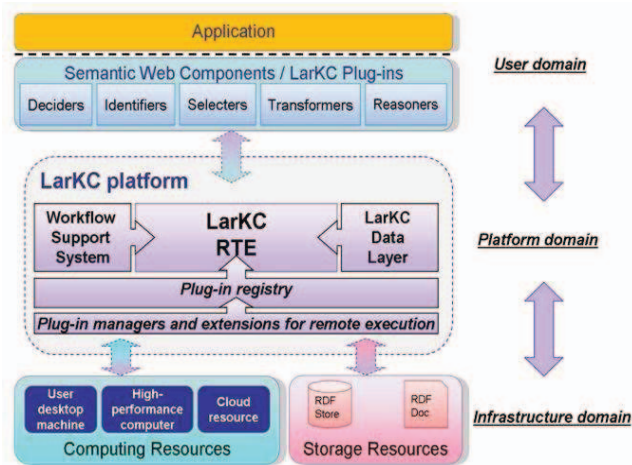 Application
Semantic Web Components / LarKC Plug-ins
Deciders
Identifiers
Selecters
Transformers
Reasoners
User domain
LarKC platform
Workflow
Support
System
LarKC
RTE
LarKC
Data
Layer
Platform domain
Plug-in registry
Plug-in managers and extensions for remote execution
User
desktop
machine
High-
performance
computer
Cloud
resource
Computing Resources
RDF
Store
RDF
Doc
Storage Resources
Infrastructure domain